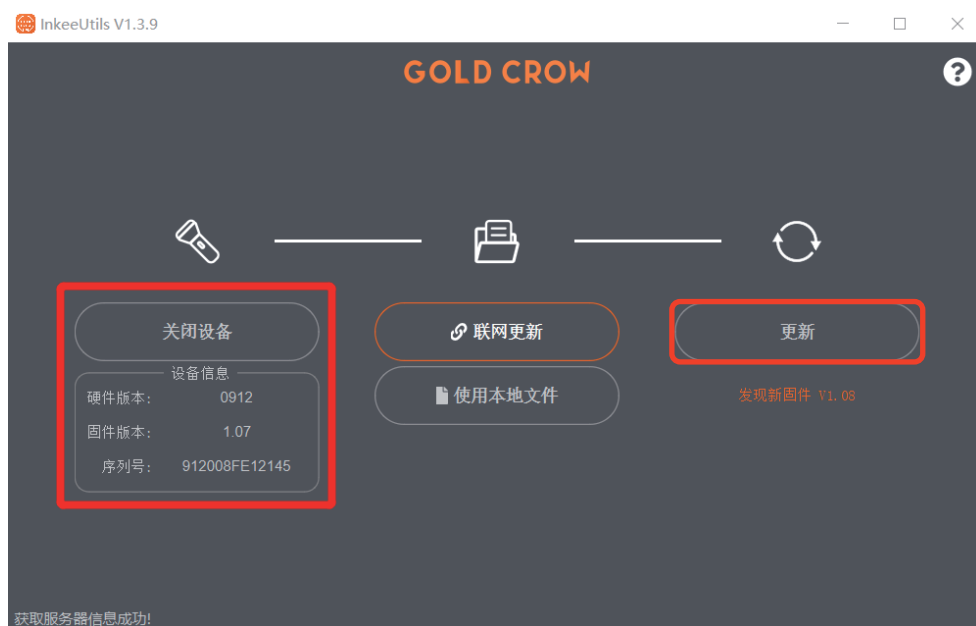 InkeeUtils V1.3.9
GOLD CROW
?
关闭设备
设备信息
硬件版本: 0912
固件版本: 1.07
序列号: 912008FE12145
联网更新
使用本地文件
更新
发现新固件 V1.08
获取服务器信息成功!